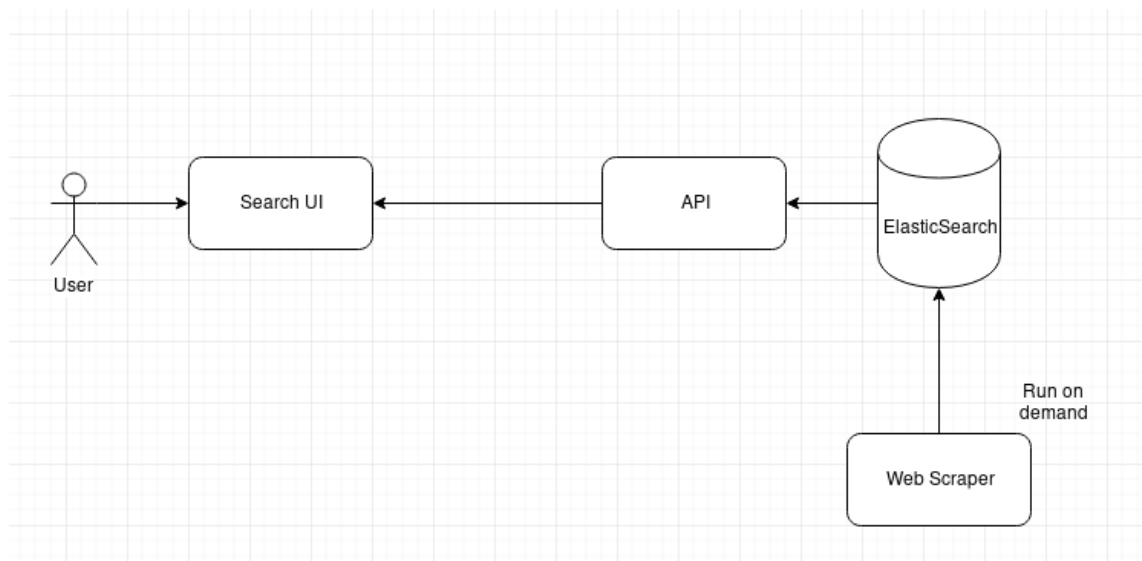 Search UI
API
ElasticSearch
User
Run on
demand
Web Scraper